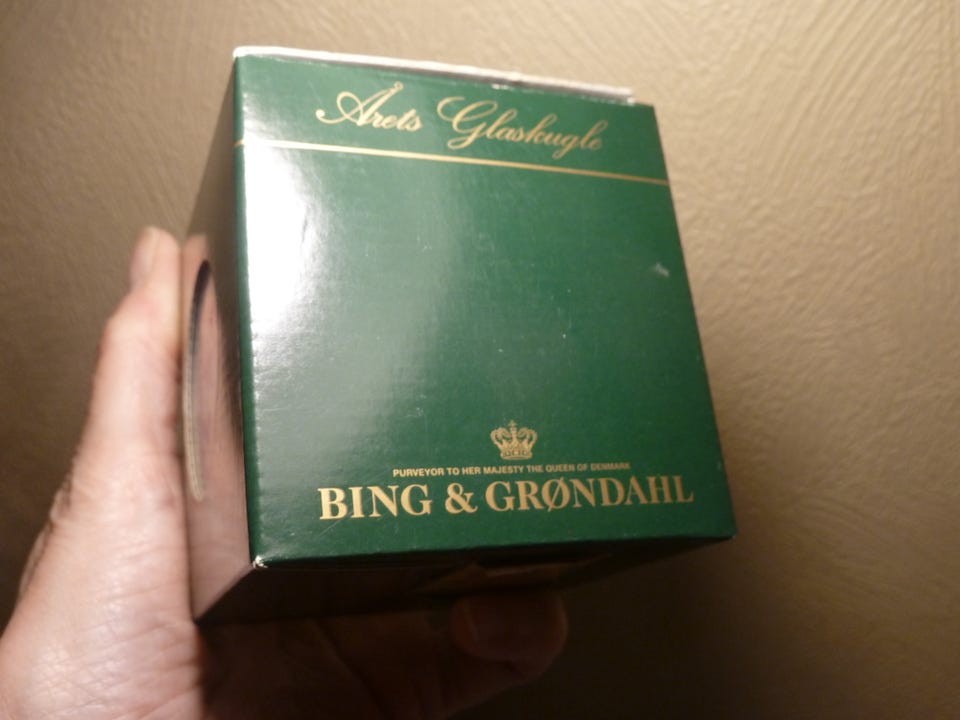 Årets Glaskugle
PURVEYOR TO HER MAJESTY THE QUEEN OF DENMARK
BING & GRØNDAHL